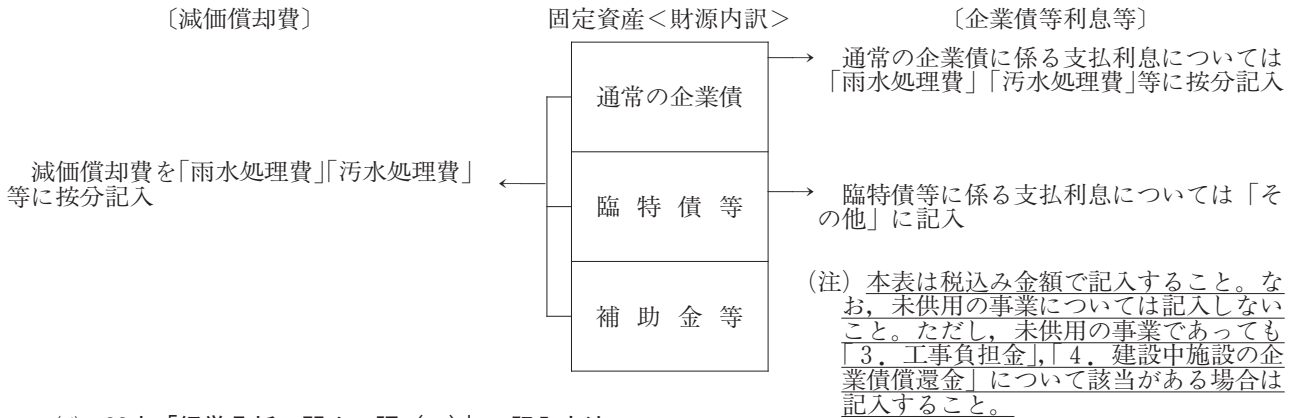 〔減価償却費〕
固定資産＜財源内訳＞
〔企業債等利息等〕
減価償却費を「雨水処理費」「汚水処理費」
等に按分記入
通常の企業債
臨 特 債 等
補 助 金 等
通常の企業債に係る支払利息については
「雨水処理費」「汚水処理費」等に按分記入
臨特債等に係る支払利息については「そ
の他」に記入
（注）本表は税込み金額で記入すること。な
お，未供用の事業については記入しない
こと。ただし，未供用の事業であっても
「３．工事負担金」，「４．建設中施設の企
業債償還金」について該当がある場合は
記入すること。